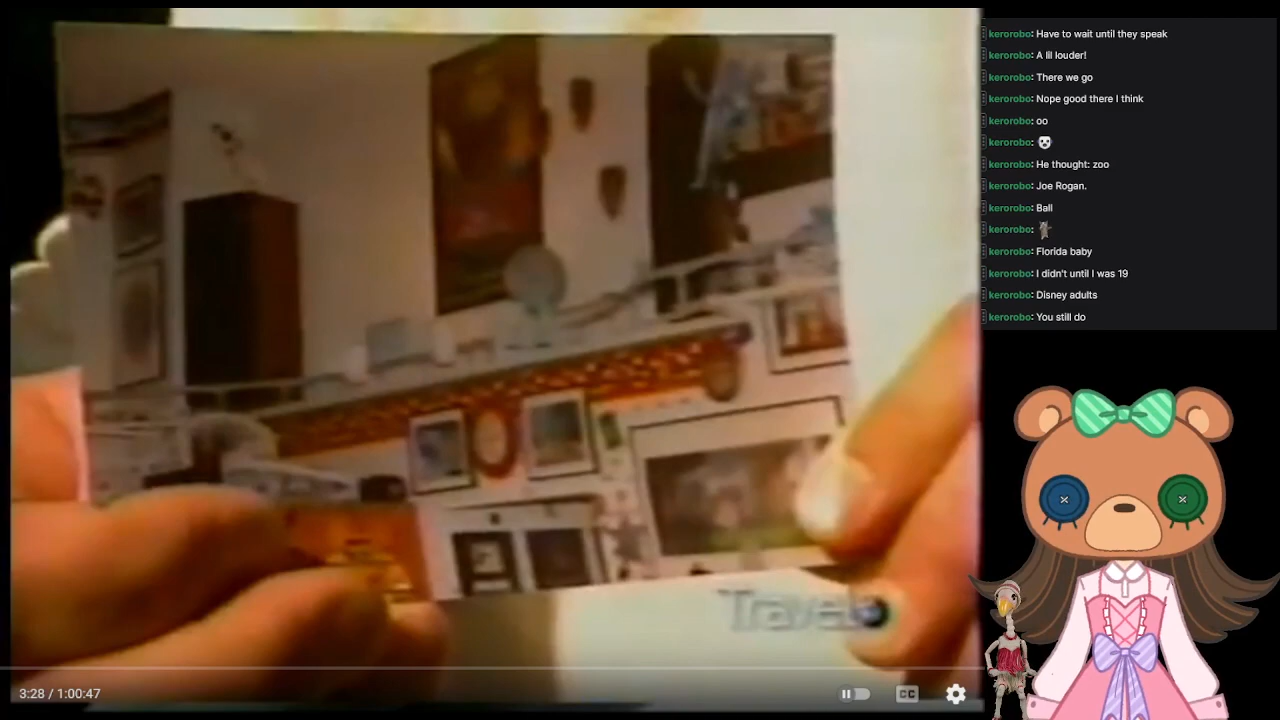 kerorobo: Have to wait until they speak
kerorobo: A lil louder!
kerorobo: There we go
kerorobo: Nope good there I think
kerorobo: oo
kerorobo:
kerorobo: He thought: zoo
kerorobo: Joe Rogan.
kerorobo: Ball
kerorobo:
kerorobo: Florida baby
kerorobo: I didn't until I was 19
kerorobo: Disney adults
kerorobo: You still do
Travel
3:28 / 1:00:47
CC